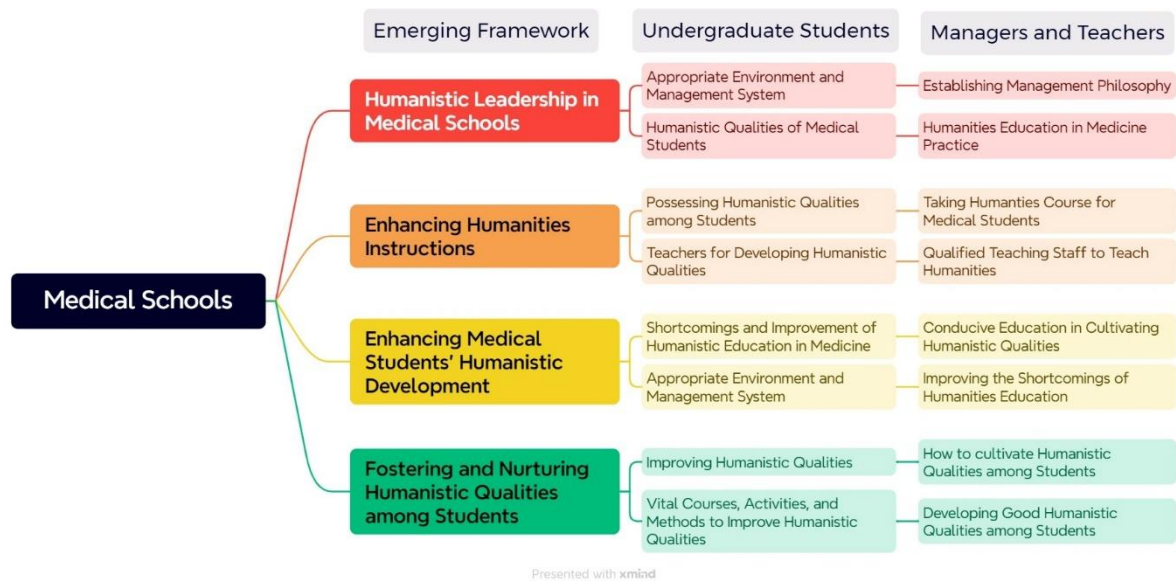 Emerging Framework
Undergraduate Students
Managers and Teachers
Medical Schools
Humanistic Leadership in
Medical Schools
Appropriate Environment and
Management System
Establishing Management Philosophy
Humanistic Qualities of Medical
Students
Humanities Education in Medicine
Practice
Enhancing Humanities
Instructions
Possessing Humanistic Qualities
among Students
Taking Humanties Course for
Medical Students
Teachers for Developing Humanistic
Qualities
Qualified Teaching Staff to Teach
Humanities
Enhancing Medical
Students' Humanistic
Development
Shortcomings and Improvement of
Humanistic Education in Medicine
Conducive Education in Cultivating
Humanistic Qualities
Appropriate Environment and
Management System
Improving the Shortcomings of
Humanities Education
Fostering and Nurturing
Humanistic Qualities
among Students
Improving Humanistic Qualities
How to cultivate Humanistic
Qualities among Students
Vital Courses, Activities, and
Methods to Improve Humanistic
Qualities
Developing Good Humanistic
Qualities among Students
Presented with xmind